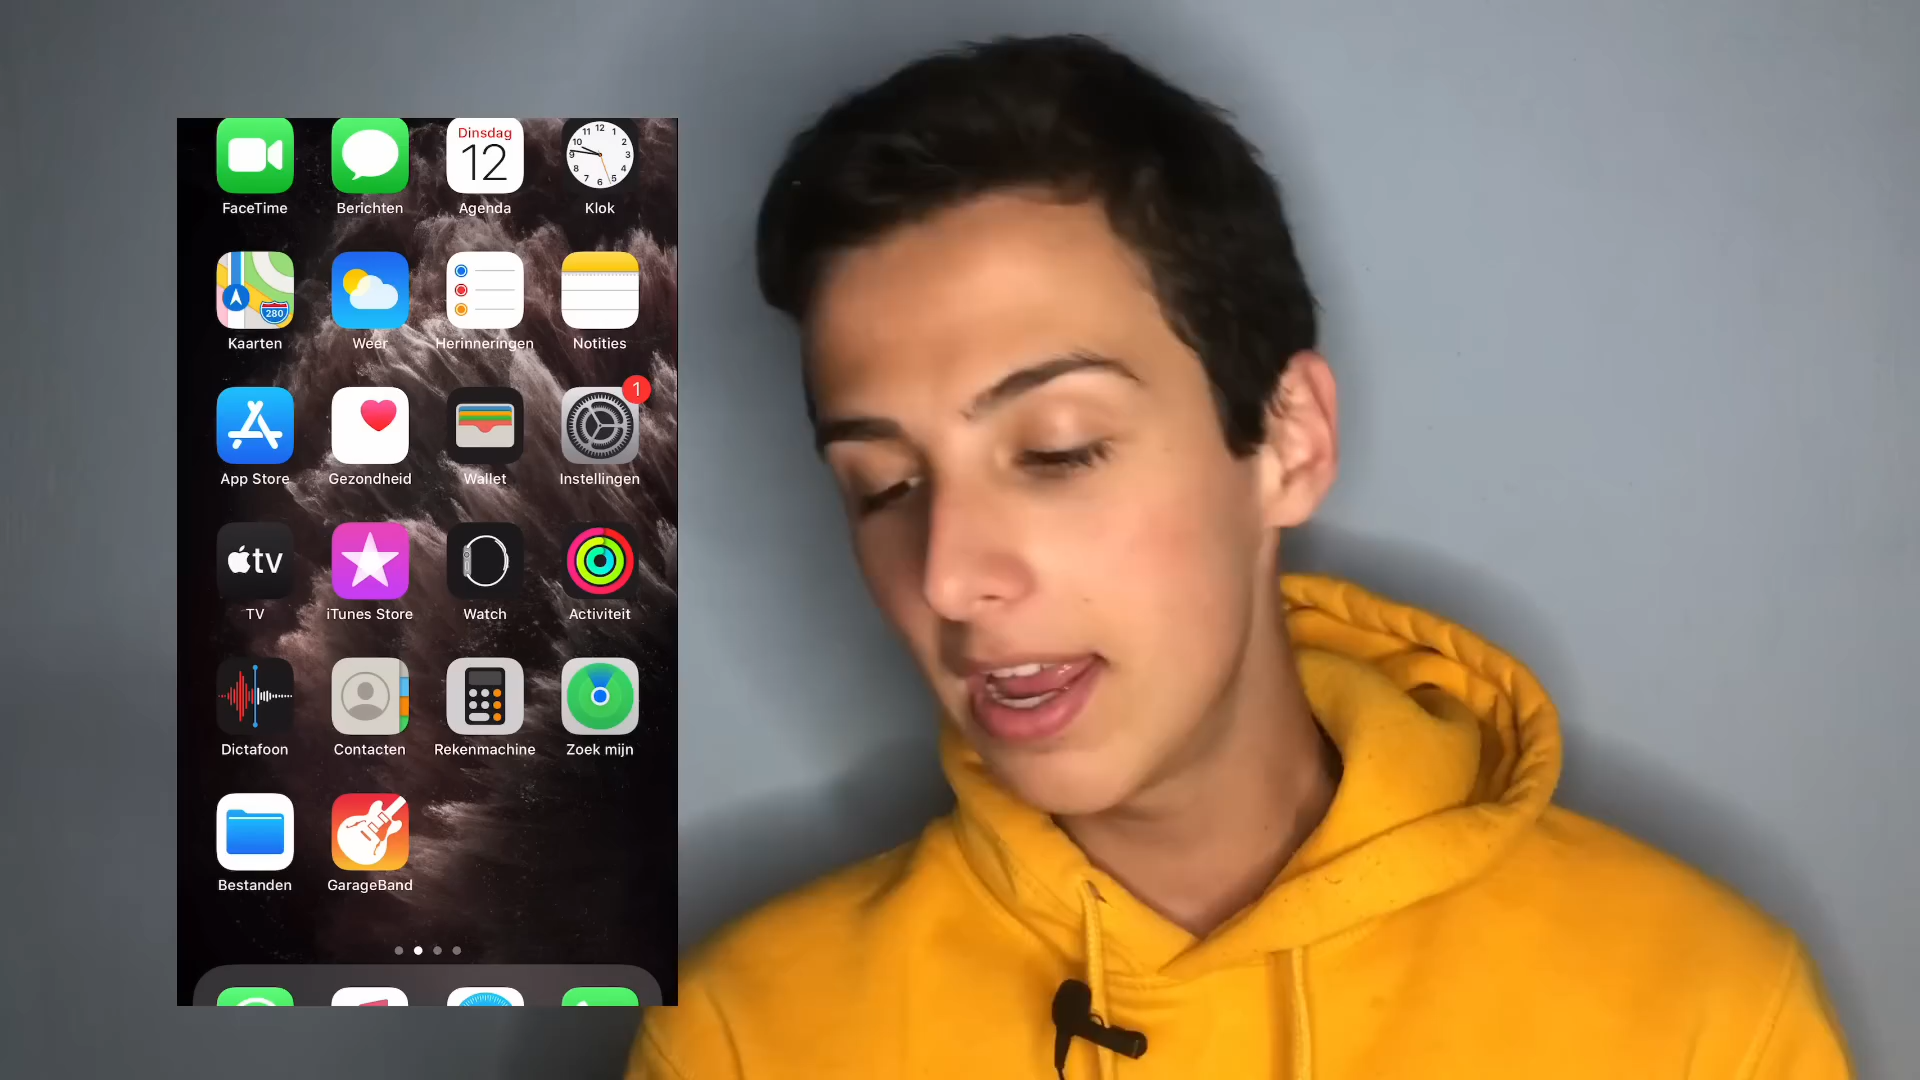 Dinsdag
12
FaceTime Berichten Agenda Klok
280
Kaarten Weer Herinneringen Notities
1
App Store Gezondheid Wallet Instellingen
tv
TV iTunes Store Watch Activiteit
Dictafoon Contacten Rekenmachine Zoek mijn
Bestanden GarageBand